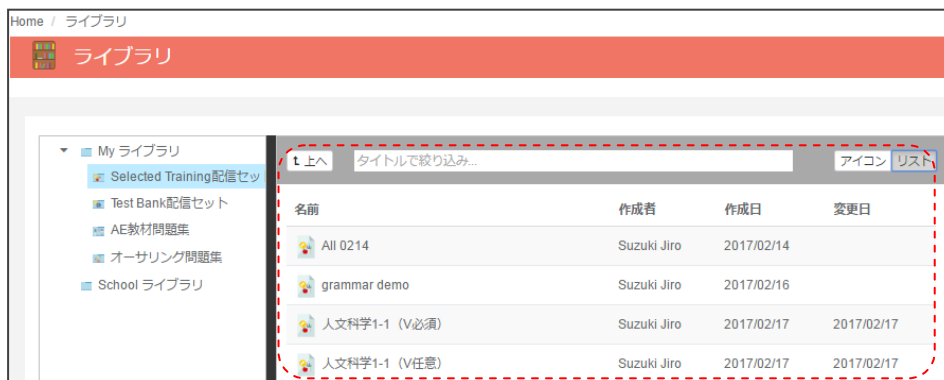 Home / ライブラリ
ライブラリ
My ライブラリ
Selected Training配信セッ
Test Bank配信セット
AE教材問題集
オーサリング問題集
School ライブラリ
上へ タイトルで絞り込み... アイコン リスト
名前 作成者 作成日 変更日
All 0214 Suzuki Jiro 2017/02/14
grammar demo Suzuki Jiro 2017/02/16
人文科学1-1（V必須） Suzuki Jiro 2017/02/17 2017/02/17
人文科学1-1（V任意） Suzuki Jiro 2017/02/17 2017/02/17